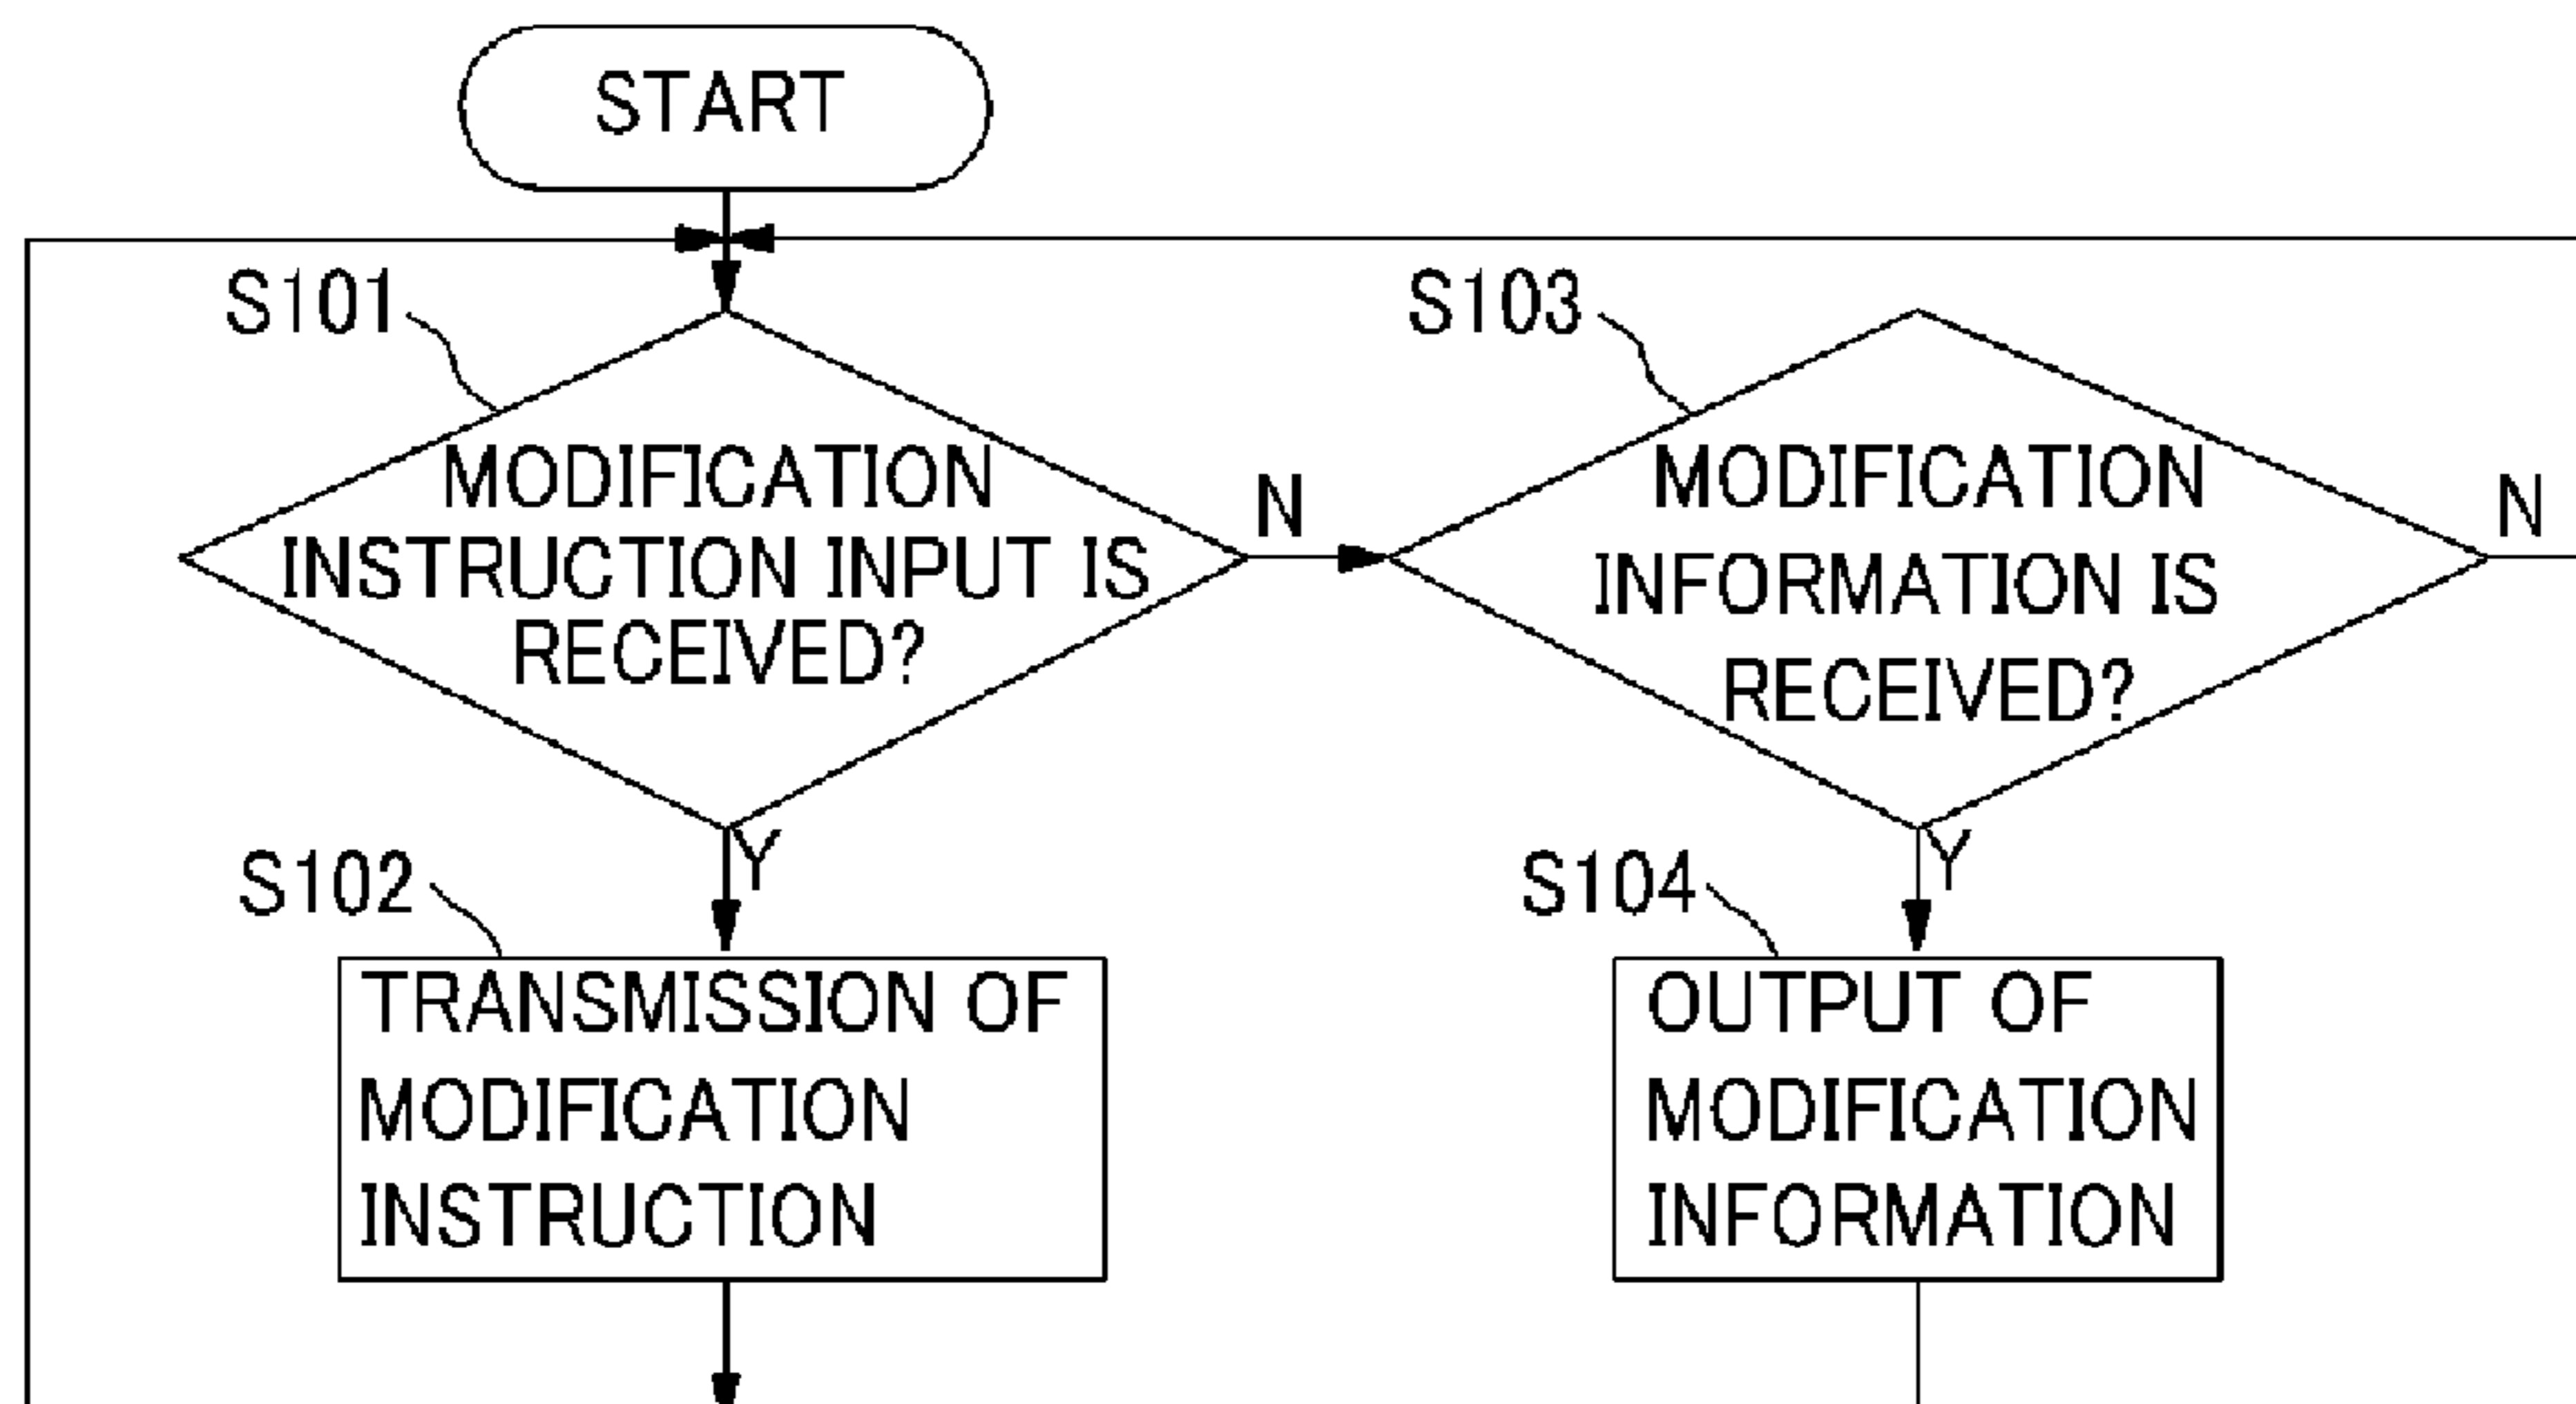 START
S101
MODIFICATION
INSTRUCTION INPUT IS
RECEIVED?
N
Y
S103
MODIFICATION
INFORMATION IS
RECEIVED?
N
Y
S102
TRANSMISSION OF
MODIFICATION
INSTRUCTION
S104
OUTPUT OF
MODIFICATION
INFORMATION